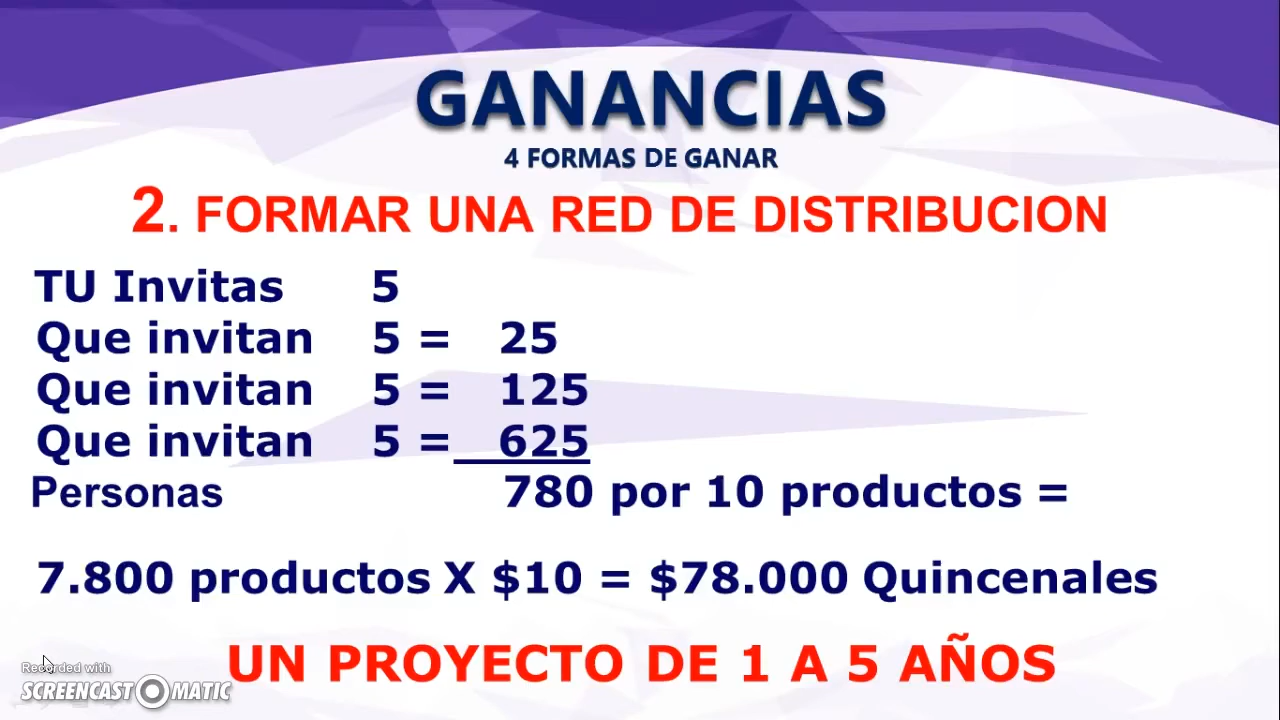 GANANCIAS
4 FORMAS DE GANAR
2. FORMAR UNA RED DE DISTRIBUCION
TU Invitas 5
Que invitan 5 = 25
Que invitan 5 = 125
Que invitan 5 = 625
Personas 780 por 10 productos =
7.800 productos X $10 = $78.000 Quincenales
UN PROYECTO DE 1 A 5 AÑOS
Recorded with
SCREENCAST MATIC